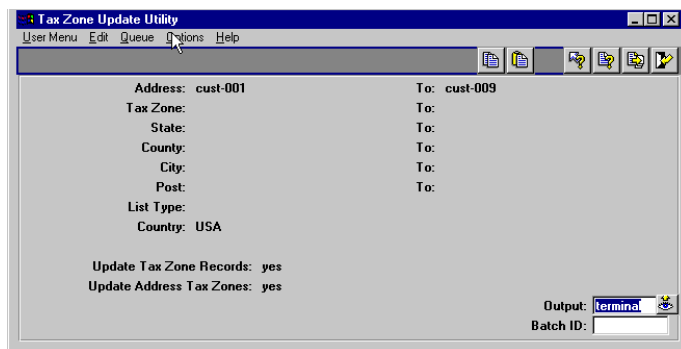 Tax Zone Update Utility
User Menu Edit Queue Options Help
Address: cust-001 To: cust-009
Tax Zone: To:
State: To:
County: To:
City: To:
Post: To:
List Type:
Country: USA
Update Tax Zone Records: yes
Update Address Tax Zones: yes
Output: terminal
Batch ID: